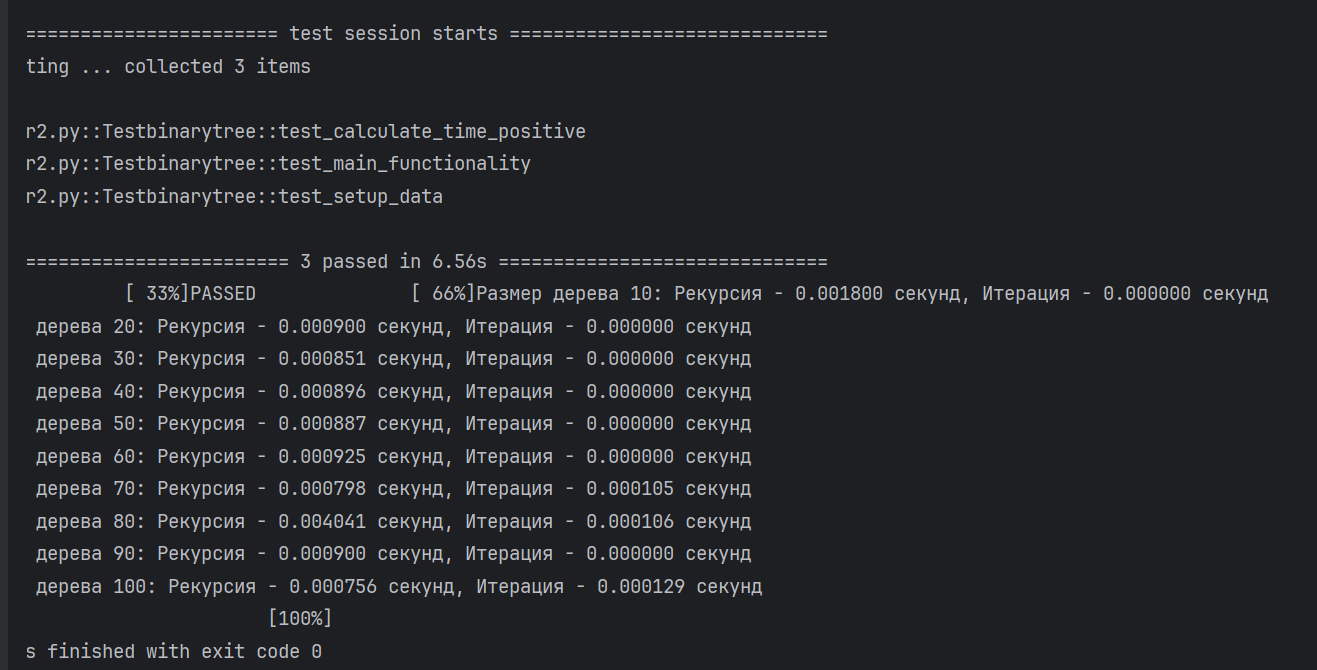 ======================= test session starts =============================
ting ... collected 3 items
r2.py::Testbinarytree::test_calculate_time_positive
r2.py::Testbinarytree::test_main_functionality
r2.py::Testbinarytree::test_setup_data
======================== 3 passed in 6.56s ==============================
[ 33%]PASSED [ 66%]Размер дерева 10: Рекурсия - 0.001800 секунд, Итерация - 0.000000 секунд
дерева 20: Рекурсия - 0.000900 секунд, Итерация - 0.000000 секунд
дерева 30: Рекурсия - 0.000851 секунд, Итерация - 0.000000 секунд
дерева 40: Рекурсия - 0.000896 секунд, Итерация - 0.000000 секунд
дерева 50: Рекурсия - 0.000887 секунд, Итерация - 0.000000 секунд
дерева 60: Рекурсия - 0.000925 секунд, Итерация - 0.000000 секунд
дерева 70: Рекурсия - 0.000798 секунд, Итерация - 0.000105 секунд
дерева 80: Рекурсия - 0.004041 секунд, Итерация - 0.000106 секунд
дерева 90: Рекурсия - 0.000900 секунд, Итерация - 0.000000 секунд
дерева 100: Рекурсия - 0.000756 секунд, Итерация - 0.000129 секунд
[100%]
s finished with exit code 0